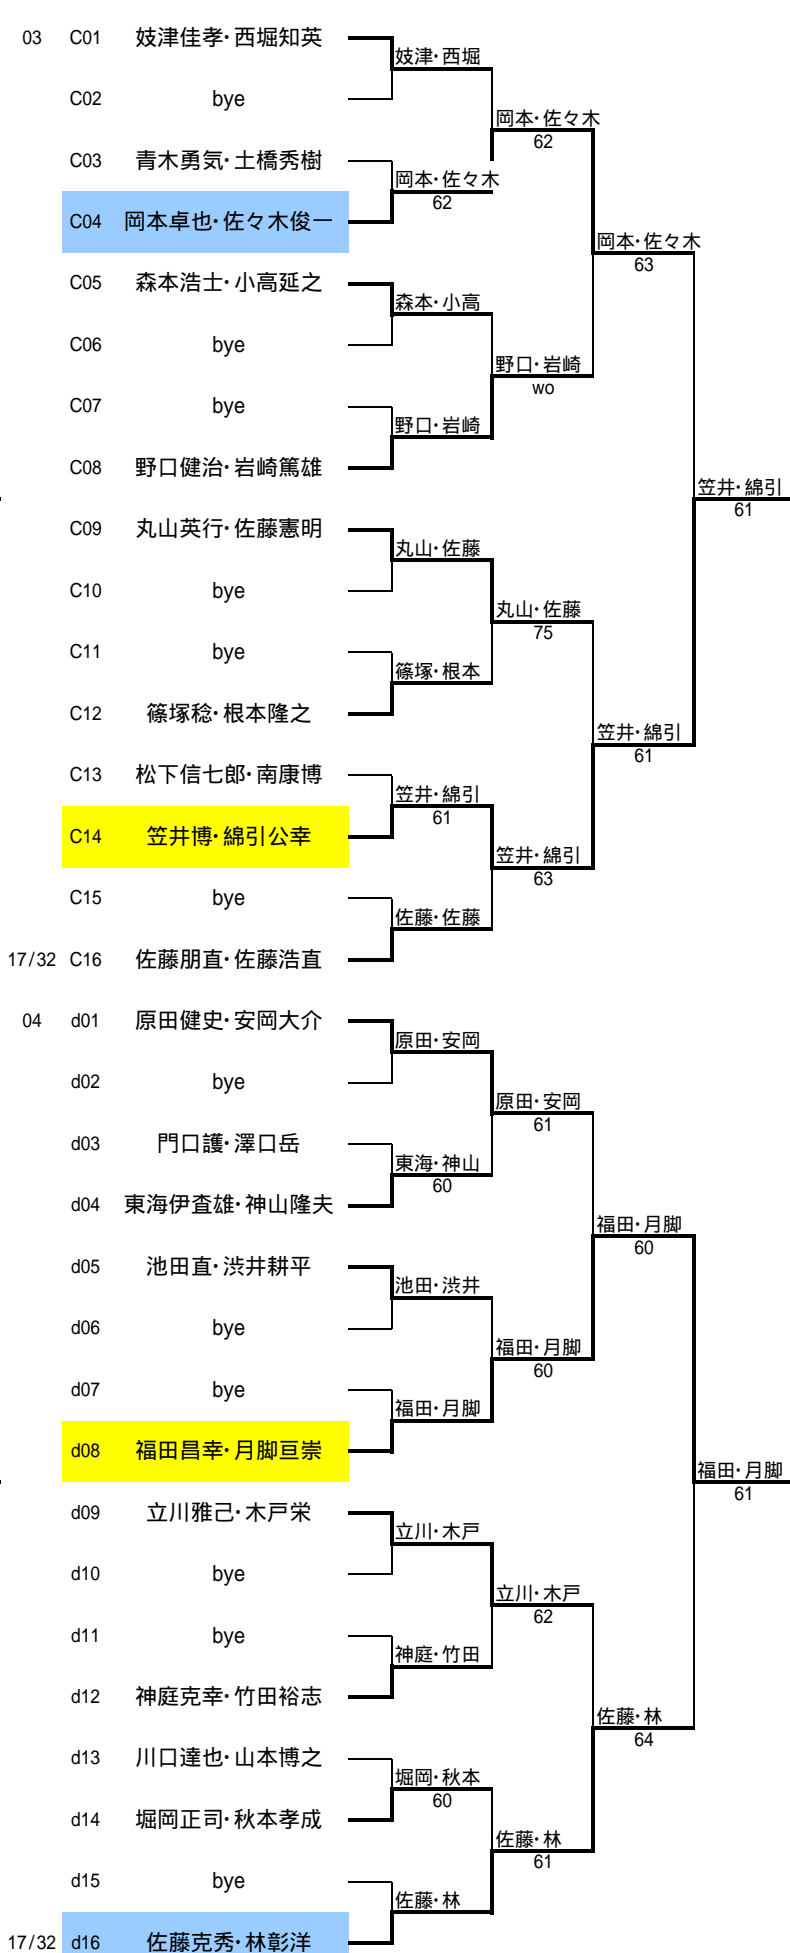 03 C01 妓津佳孝・西堀知英
妓津・西堀
C02 bye
岡本・佐々木
62
C03 青木勇気・土橋秀樹
岡本・佐々木
62
C04 岡本卓也・佐々木俊一
岡本・佐々木
63
C05 森本浩士・小高延之
森本・小高
C06 bye
野口・岩崎
wo
C07 bye
野口・岩崎
C08 野口健治・岩崎篤雄
笠井・綿引
61
C09 丸山英行・佐藤憲明
丸山・佐藤
C10 bye
丸山・佐藤
75
C11 bye
篠塚・根本
C12 篠塚稔・根本隆之
笠井・綿引
61
C13 松下信七郎・南康博
笠井・綿引
61
C14 笠井博・綿引公幸
笠井・綿引
63
C15 bye
佐藤・佐藤
17/32 C16 佐藤朋直・佐藤浩直
04 d01 原田健史・安岡大介
原田・安岡
d02 bye
原田・安岡
61
d03 門口護・澤口岳
東海・神山
60
d04 東海伊査雄・神山隆夫
福田・月脚
60
d05 池田直・渋井耕平
池田・渋井
d06 bye
福田・月脚
60
d07 bye
福田・月脚
d08 福田昌幸・月脚亘崇
福田・月脚
61
d09 立川雅己・木戸栄
立川・木戸
d10 bye
立川・木戸
62
d11 bye
神庭・竹田
d12 神庭克幸・竹田裕志
佐藤・林
64
d13 川口達也・山本博之
堀岡・秋本
60
d14 堀岡正司・秋本孝成
佐藤・林
61
d15 bye
佐藤・林
17/32 d16 佐藤克秀・林彰洋